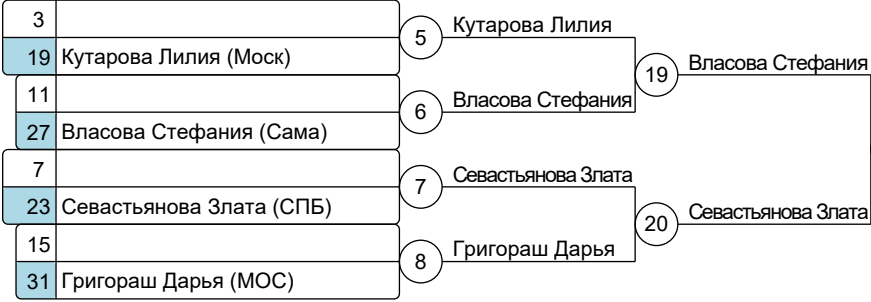 3
19 Кутарова Лилия (Моск)
11
27 Власова Стефания (Сама)
7
23 Севастьянова Злата (СПБ)
15
31 Григораш Дарья (МОС)
5 Кутарова Лилия
6 Власова Стефания
7 Севастьянова Злата
8 Григораш Дарья
19 Власова Стефания
20 Севастьянова Злата